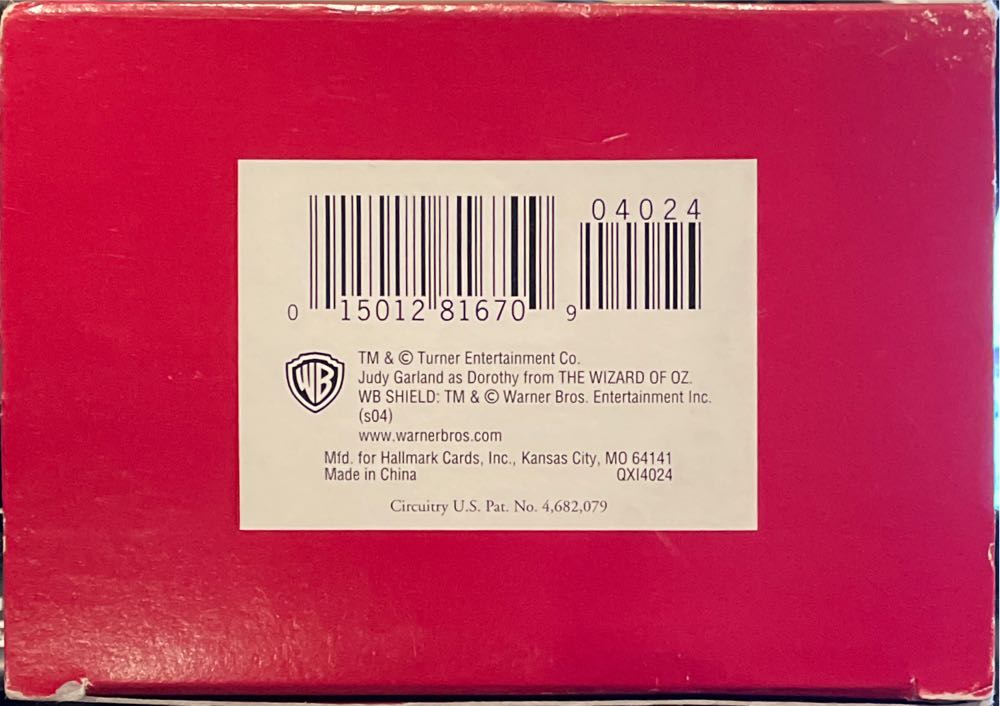 04024
0 15012 81670 9
WB
TM & © Turner Entertainment Co.
Judy Garland as Dorothy from THE WIZARD OF OZ.
WB SHIELD: TM & © Warner Bros. Entertainment Inc.
(s04)
www.warnerbros.com
Mfd. for Hallmark Cards, Inc., Kansas City, MO 64141
Made in China QXI4024
Circuitry U.S. Pat. No. 4,682,079